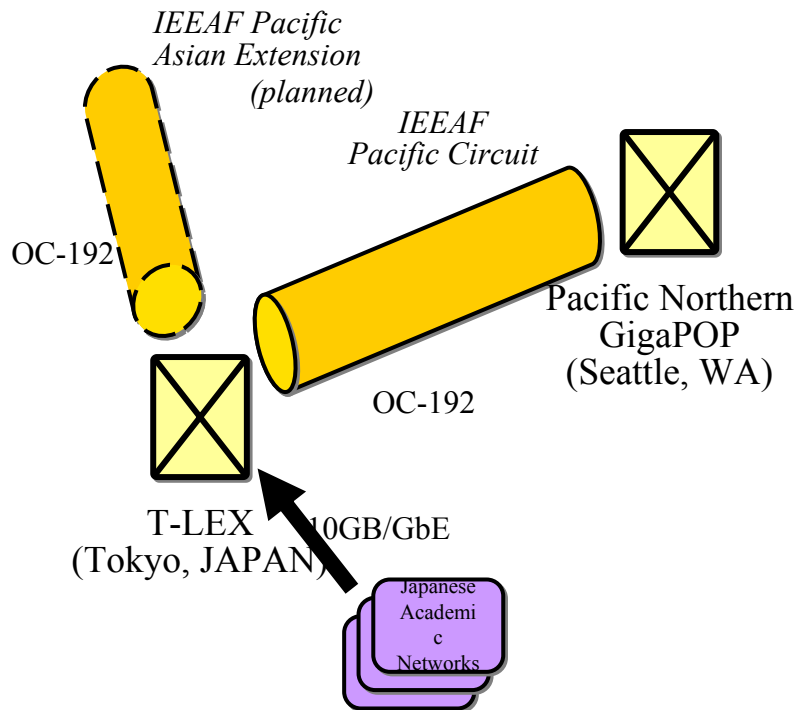 IEEAF Pacific
Asian Extension
(planned)
IEEAF
Pacific Circuit
OC-192
Pacific Northern
GigaPOP
(Seattle, WA)
OC-192
T-LEX
(Tokyo, JAPAN)
10GB/GbE
Japanese
Academi
c
Networks